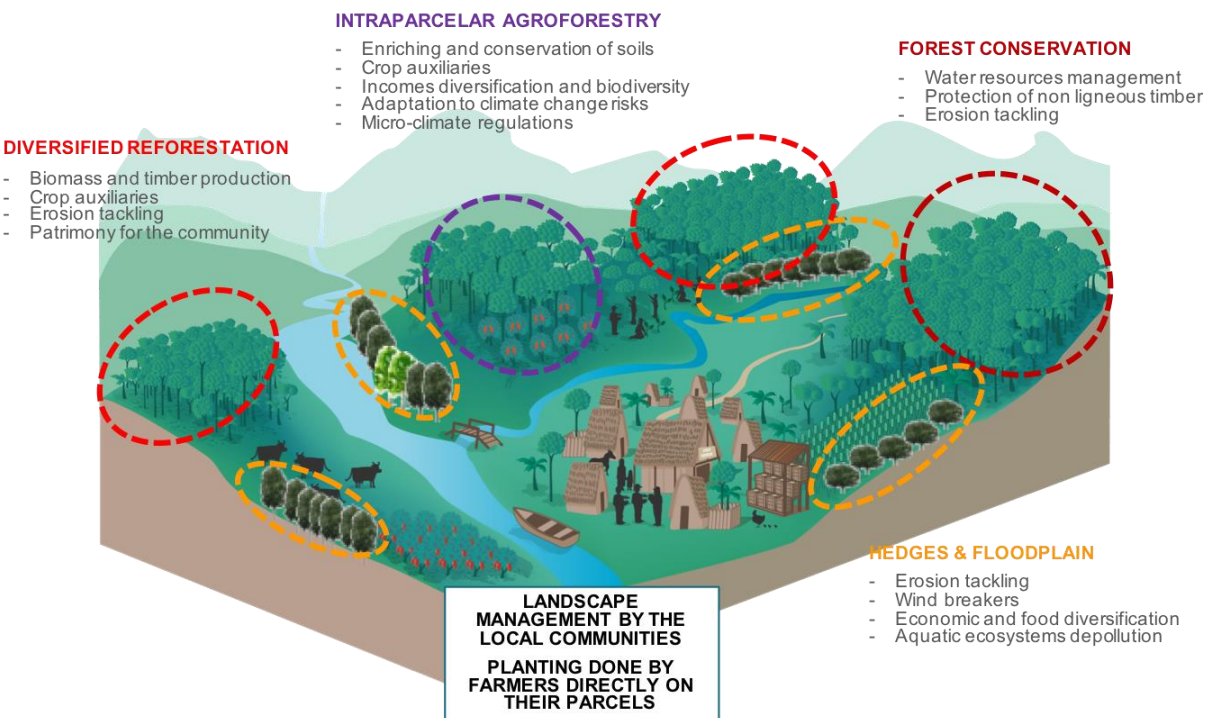 INTRAPARCELAR AGROFORESTRY
- Enriching and conservation of soils
- Crop auxiliaries
- Incomes diversification and biodiversity
- Adaptation to climate change risks
- Micro-climate regulations
FOREST CONSERVATION
- Water resources management
- Protection of non ligneous timber
- Erosion tackling
DIVERSIFIED REFORESTATION
- Biomass and timber production
- Crop auxiliaries
- Erosion tackling
- Patrimony for the community
HEDGES & FLOODPLAIN
- Erosion tackling
- Wind breakers
- Economic and food diversification
- Aquatic ecosystems depollution
LANDSCAPE
MANAGEMENT BY THE
LOCAL COMMUNITIES
PLANTING DONE BY
FARMERS DIRECTLY ON
THEIR PARCELS